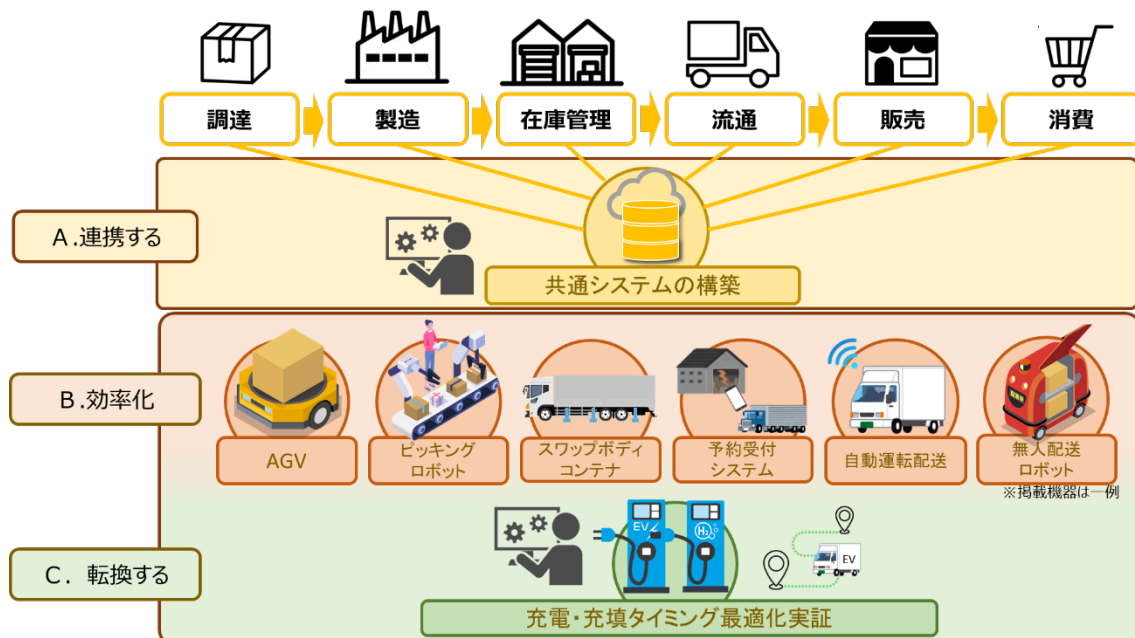 調達
製造
在庫管理
流通
販売
消費
A.連携する
共通システムの構築
B.効率化
AGV
ピッキング
ロボット
スワップボディ
コンテナ
予約受付
システム
自動運転配送
無人配送
ロボット
※掲載機器は一例
C. 転換する
EV
H2
EV
充電・充填タイミング最適化実証